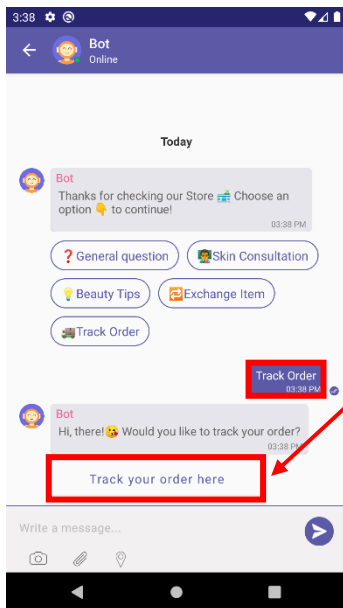 3:38
Bot
Online
Today
Bot
Thanks for checking our Store 🏪 Choose an
option 👇 to continue!
03:38 PM
❓General question
👩‍🏫Skin Consultation
💡Beauty Tips
🔁Exchange Item
🚚Track Order
Track Order
03:38 PM
Bot
Hi, there!😘 Would you like to track your order?
03:38 PM
Track your order here
Write a message...